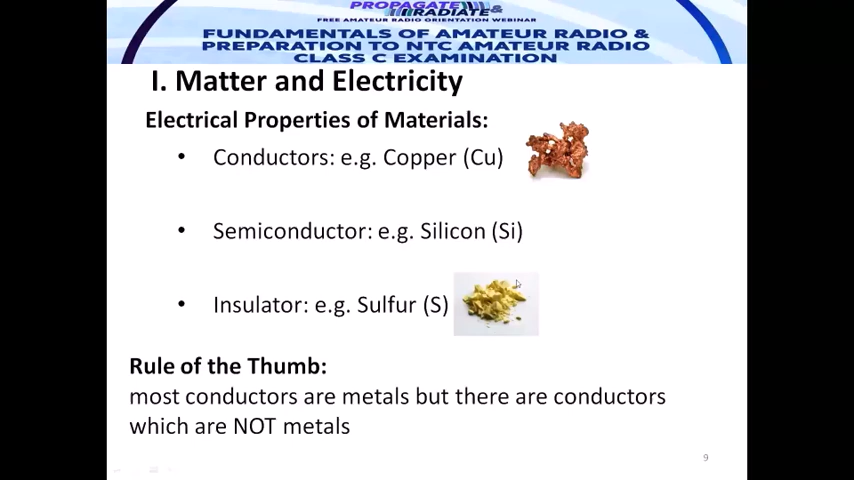 PROPAGATE &
RADIATE
FREE AMATEUR RADIO ORIENTATION WEBINAR
FUNDAMENTALS OF AMATEUR RADIO &
PREPARATION TO NTC AMATEUR RADIO
CLASS C EXAMINATION
I. Matter and Electricity
Electrical Properties of Materials:
• Conductors: e.g. Copper (Cu)
• Semiconductor: e.g. Silicon (Si)
• Insulator: e.g. Sulfur (S)
Rule of the Thumb:
most conductors are metals but there are conductors
which are NOT metals
9